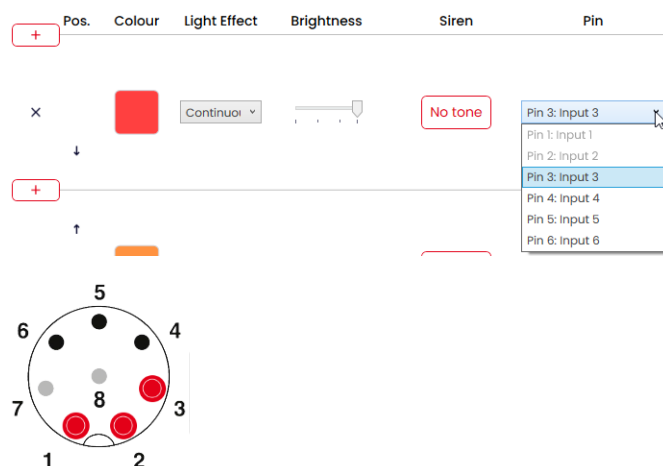 Pos. Colour Light Effect Brightness Siren Pin
+
× Continuou No tone Pin 3: Input 3
Pin 1: Input 1
Pin 2: Input 2
↓
Pin 3: Input 3
+
Pin 4: Input 4
Pin 5: Input 5
↑
Pin 6: Input 6
5
6 4
8
7 3
1 2